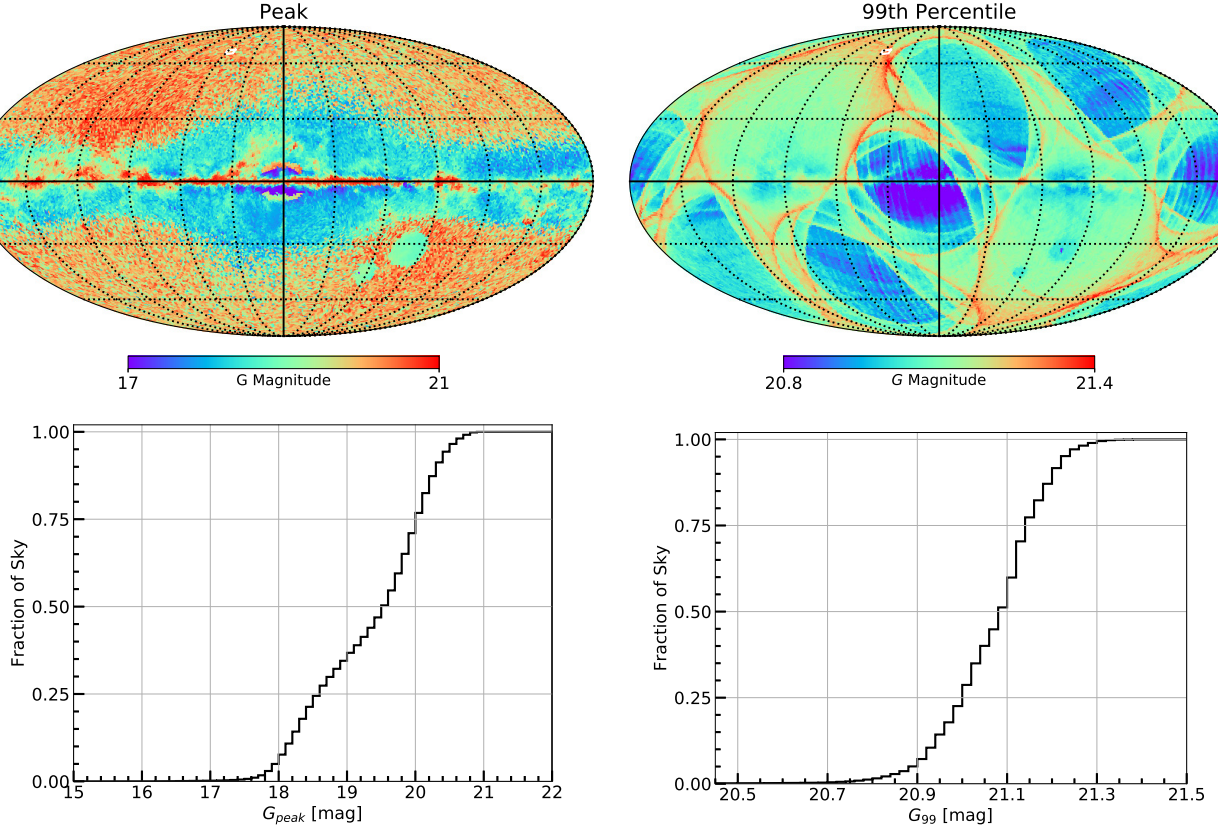 Peak
99th Percentile
17 G Magnitude 21
20.8 G Magnitude 21.4
1.00
0.75
0.50
0.25
0.00
Fraction of Sky
15 16 17 18 19 20 21 22
G_peak [mag]
1.00
0.75
0.50
0.25
0.00
Fraction of Sky
20.5 20.7 20.9 21.1 21.3 21.5
G_99 [mag]